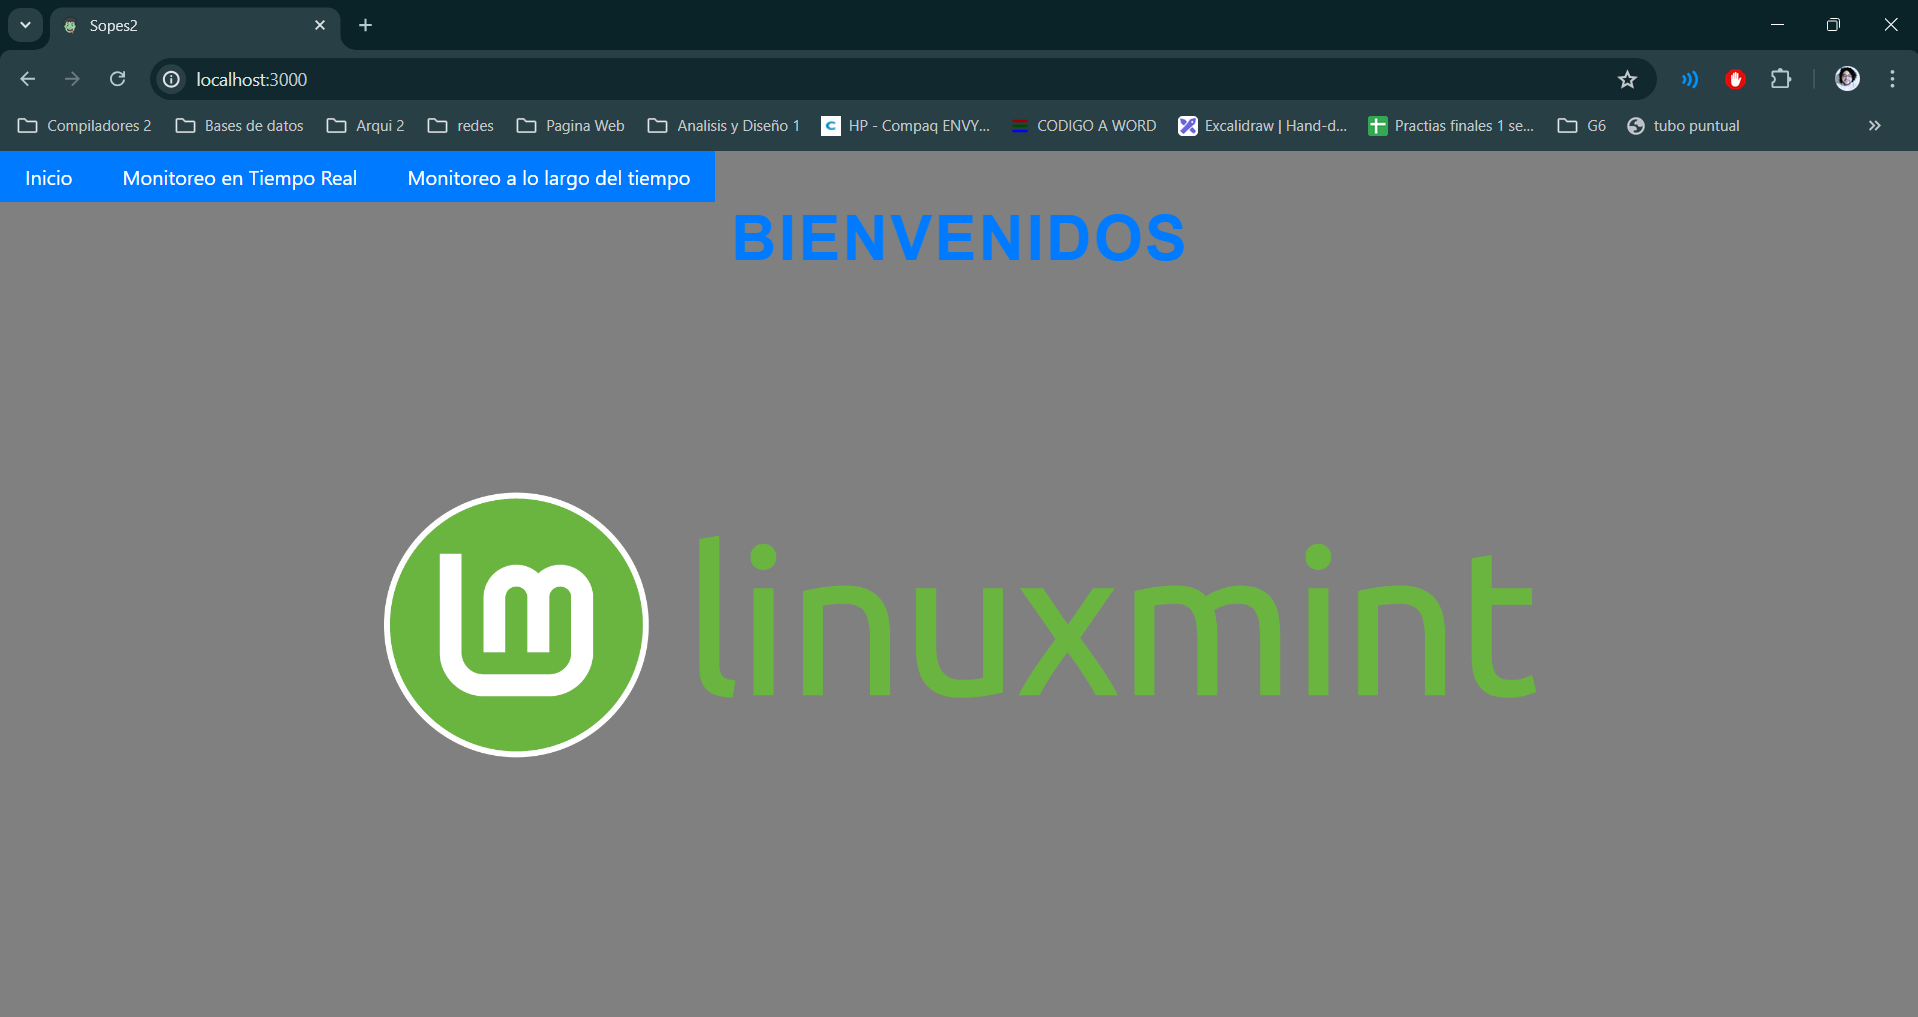 Sopes2
localhost:3000
Compiladores 2 Bases de datos Arqui 2 redes Pagina Web Analisis y Diseño 1 HP - Compaq ENVY... CODIGO A WORD Excalidraw | Hand-d... Practias finales 1 se... G6 tubo puntual
Inicio Monitoreo en Tiempo Real Monitoreo a lo largo del tiempo
BIENVENIDOS
lm linuxmint